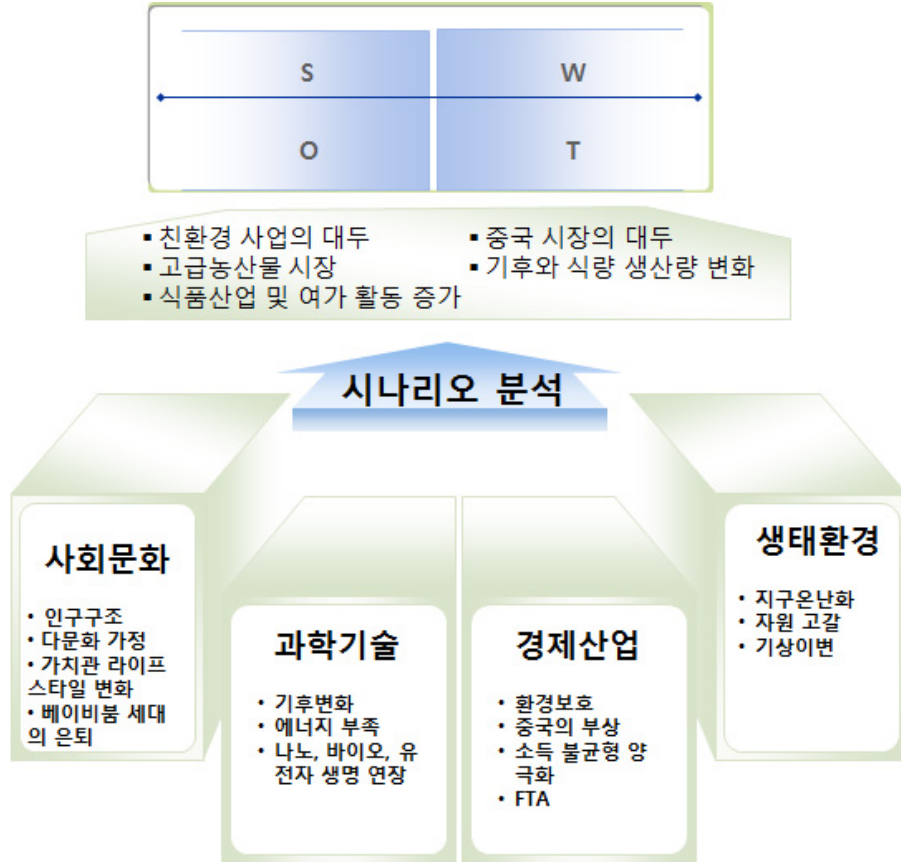 S
W
O
T
▪ 친환경 사업의 대두
▪ 고급농산물 시장
▪ 식품산업 및 여가 활동 증가
▪ 중국 시장의 대두
▪ 기후와 식량 생산량 변화
시나리오 분석
사회문화
• 인구구조
• 다문화 가정
• 가치관 라이프
스타일 변화
• 베이비붐 세대
의 은퇴
과학기술
• 기후변화
• 에너지 부족
• 나노, 바이오, 유
전자 생명 연장
경제산업
• 환경보호
• 중국의 부상
• 소득 불균형 양
극화
• FTA
생태환경
• 지구온난화
• 자원 고갈
• 기상이변